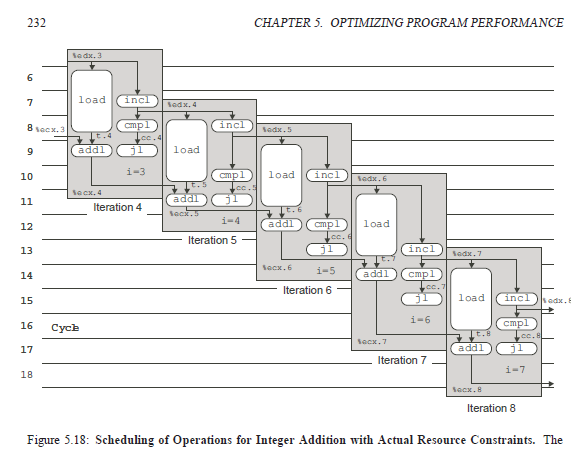 232
CHAPTER 5. OPTIMIZING PROGRAM PERFORMANCE
%edx.3
6
load
incl
7
%edx.4
cmpl
load
incl
8
%ecx.3
t.4
cc.4
%edx.5
9
addl
jl
10
i=3
cmpl
load
incl
%edx.6
%ecx.4
t.5
cc.5
11
addl
jl
Iteration 4
%ecx.5
i=4
t.6
12
addl
cmpl
load
Iteration 5
cc.6
13
jl
incl
%edx.7
t.7
%ecx.6
i=5
14
addl
cmpl
Iteration 6
cc.7
15
jl
load
incl
%edx.8
16
Cycle
i=6
cmpl
t.8
cc.8
17
%ecx.7
addl
jl
Iteration 7
18
i=7
%ecx.8
Iteration 8
Figure 5.18: Scheduling of Operations for Integer Addition with Actual Resource Constraints. The